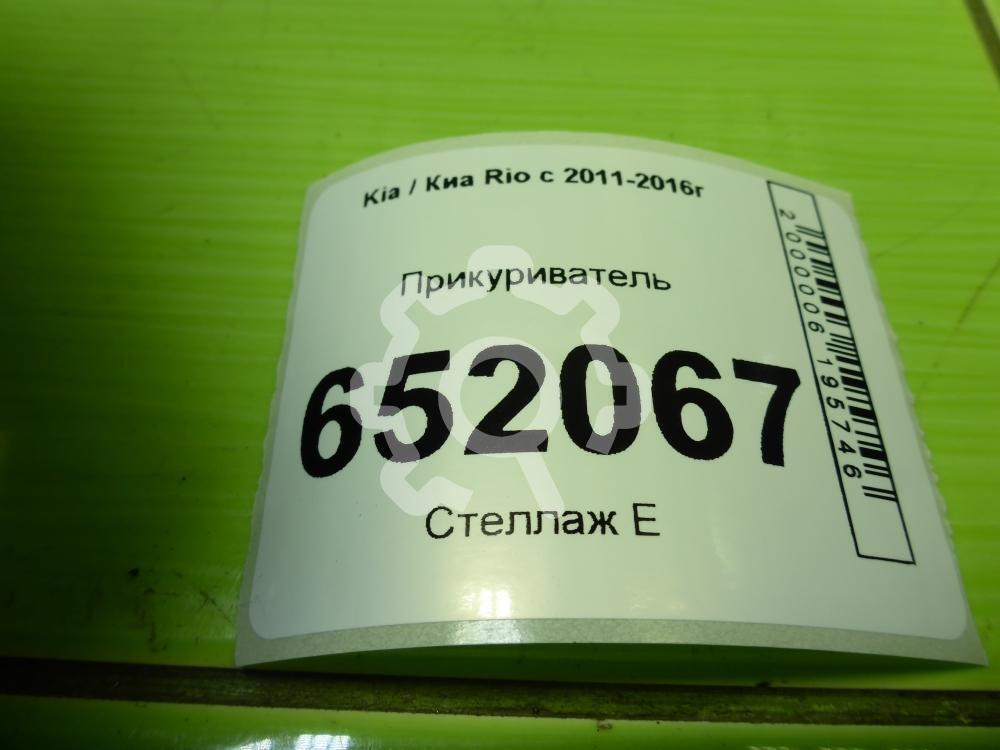 Kia / Киа Rio с 2011-2016г
Прикуриватель
652067
Стеллаж Е
2000006195746